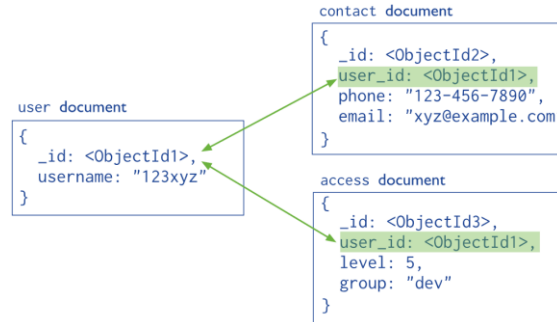 user document
{
_id: <ObjectId1>,
username: "123xyz"
}
contact document
{
_id: <ObjectId2>,
user_id: <ObjectId1>,
phone: "123-456-7890",
email: "xyz@example.com
}
access document
{
_id: <ObjectId3>,
user_id: <ObjectId1>,
level: 5,
group: "dev"
}